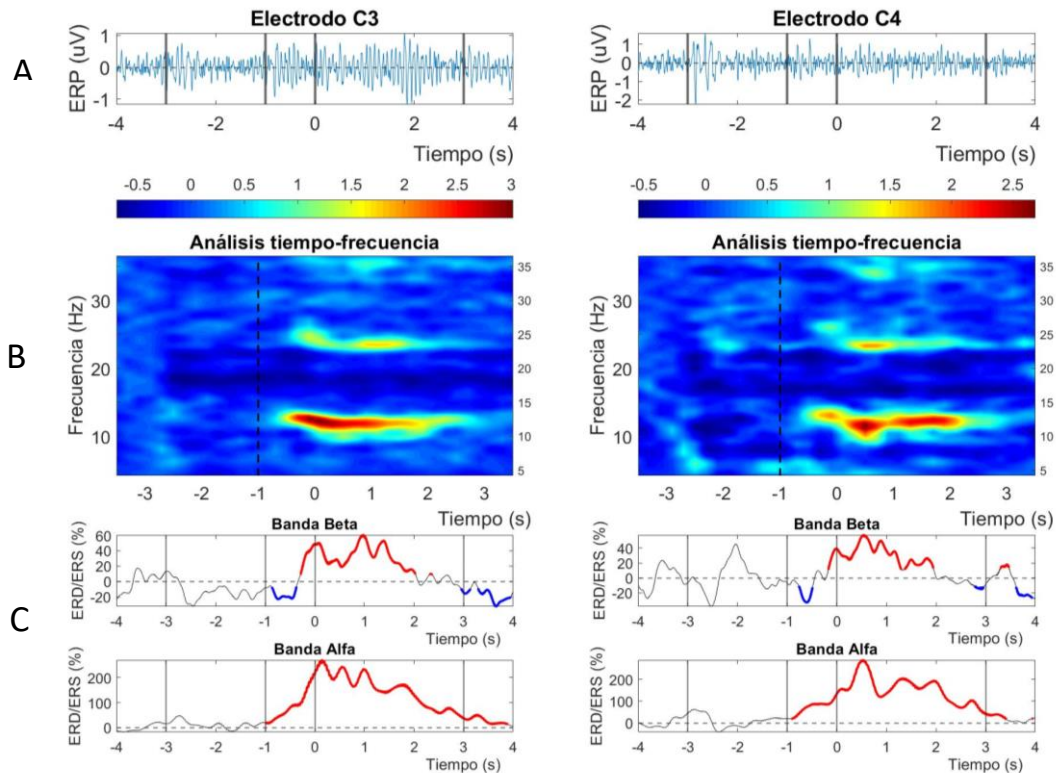 Electrodo C3
Electrodo C4
A
ERP (uV)
1
0
-1
-4 -2 0 2 4
Tiempo (s)
ERP (uV)
1
0
-1
-2
-4 -2 0 2 4
Tiempo (s)
-0.5 0 0.5 1 1.5 2 2.5 3
-0.5 0 0.5 1 1.5 2 2.5
B
Análisis tiempo-frecuencia
Frecuencia (Hz)
30
20
10
35
30
25
20
15
10
5
-3 -2 -1 0 1 2 3
Tiempo (s)
Análisis tiempo-frecuencia
Frecuencia (Hz)
30
20
10
35
30
25
20
15
10
5
-3 -2 -1 0 1 2 3
Tiempo (s)
C
Banda Beta
ERD/ERS (%)
60
40
20
0
-20
-4 -3 -2 -1 0 1 2 3 4
Tiempo (s)
Banda Beta
ERD/ERS (%)
40
20
0
-20
-4 -3 -2 -1 0 1 2 3 4
Tiempo (s)
Banda Alfa
ERD/ERS (%)
200
100
0
-4 -3 -2 -1 0 1 2 3 4
Tiempo (s)
Banda Alfa
ERD/ERS (%)
200
100
0
-4 -3 -2 -1 0 1 2 3 4
Tiempo (s)